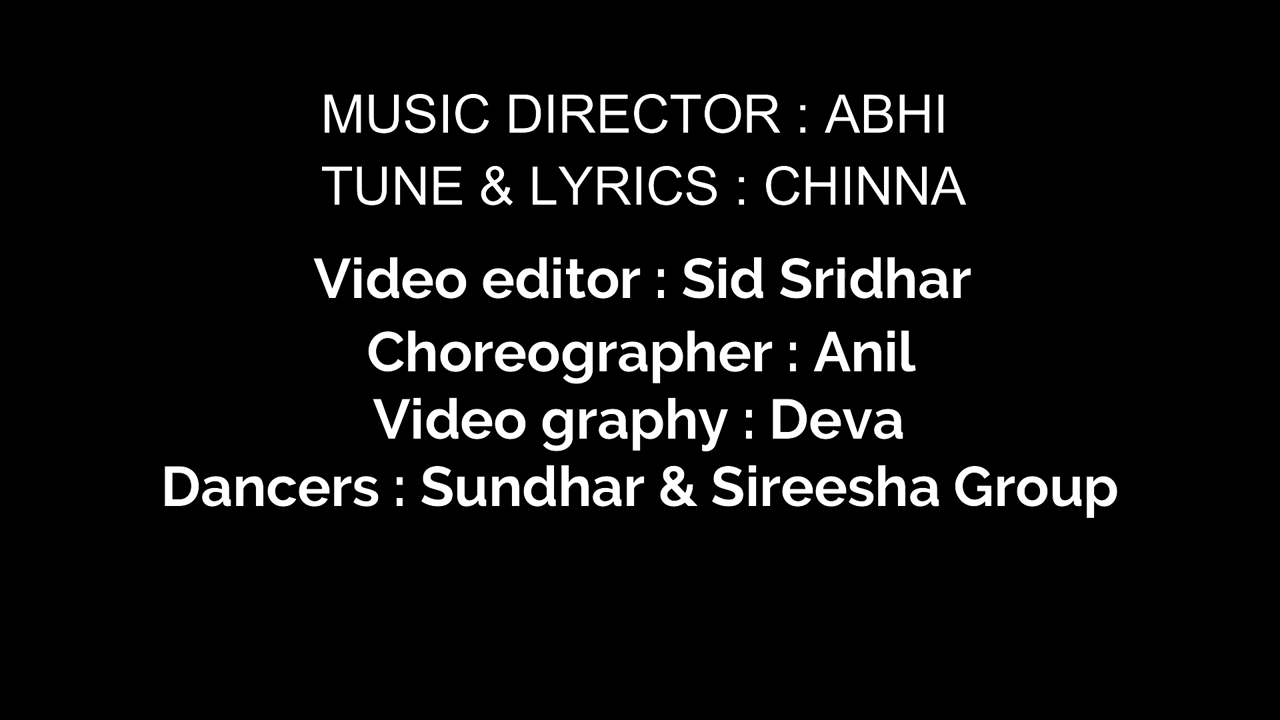 MUSIC DIRECTOR : ABHI
TUNE & LYRICS : CHINNA
Video editor : Sid Sridhar
Choreographer : Anil
Video graphy : Deva
Dancers : Sundhar & Sireesha Group